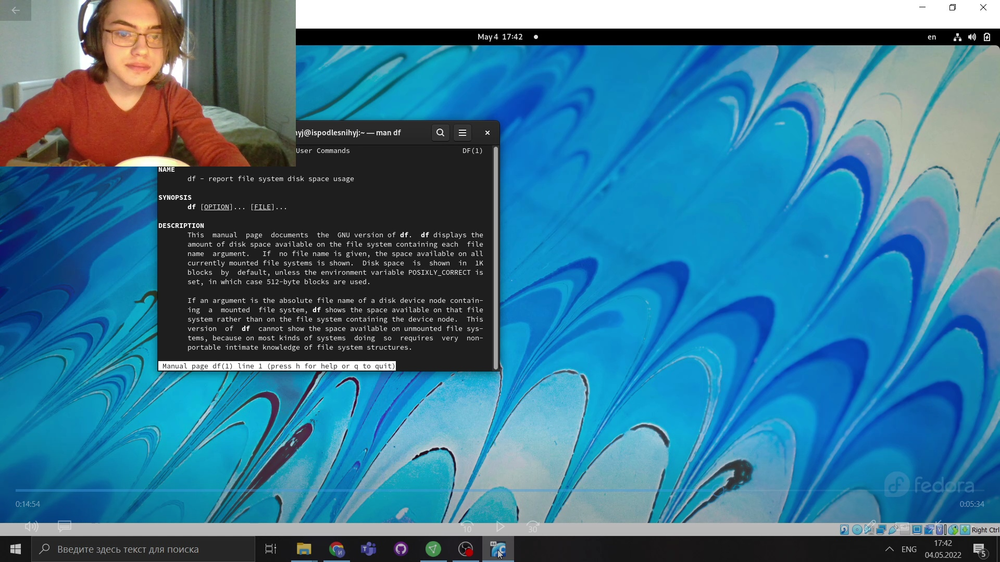 May 4 17:42
en
hyj@ispodlesnihyj:~ — man df
User Commands DF(1)
NAME
df - report file system disk space usage
SYNOPSIS
df [OPTION]... [FILE]...
DESCRIPTION
This manual page documents the GNU version of df. df displays the
amount of disk space available on the file system containing each file
name argument. If no file name is given, the space available on all
currently mounted file systems is shown. Disk space is shown in 1K
blocks by default, unless the environment variable POSIXLY_CORRECT is
set, in which case 512-byte blocks are used.
If an argument is the absolute file name of a disk device node contain-
ing a mounted file system, df shows the space available on that file
system rather than on the file system containing the device node. This
version of df cannot show the space available on unmounted file sys-
tems, because on most kinds of systems doing so requires very non-
portable intimate knowledge of file system structures.
Manual page df(1) line 1 (press h for help or q to quit)
fedora
0:14:54
0:05:34
10
30
Right Ctrl
Введите здесь текст для поиска
64
ENG
17:42
04.05.2022
5